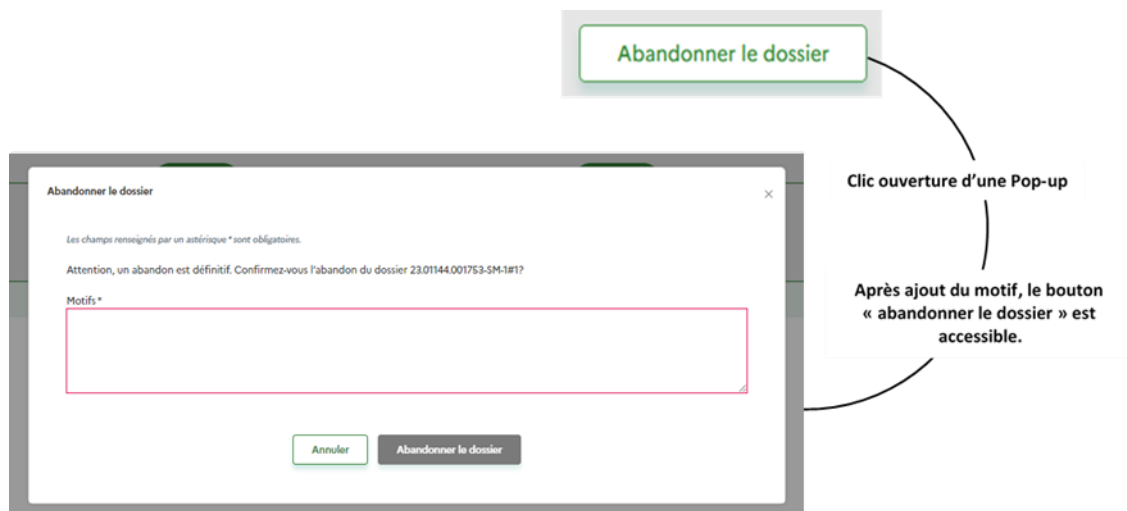 Abandonner le dossier
Clic ouverture d’une Pop-up
Après ajout du motif, le bouton
« abandonner le dossier » est
accessible.
Abandonner le dossier
×
Les champs renseignés par un astérisque * sont obligatoires.
Attention, un abandon est définitif. Confirmez-vous l'abandon du dossier 23.01144.001753-SM-1#1?
Motifs *
Annuler
Abandonner le dossier